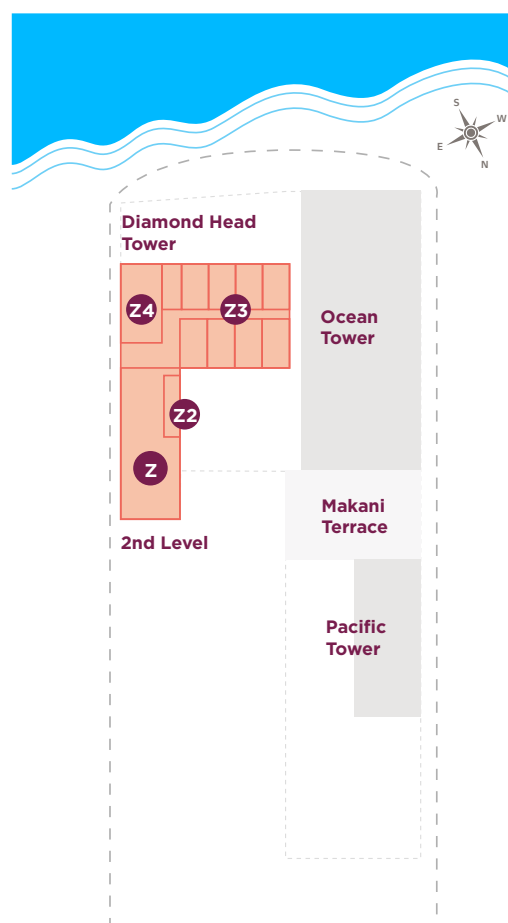 S
W
E
N
Diamond Head
Tower
Z4
Z3
Ocean
Tower
Z2
Z
Makani
Terrace
2nd Level
Pacific
Tower